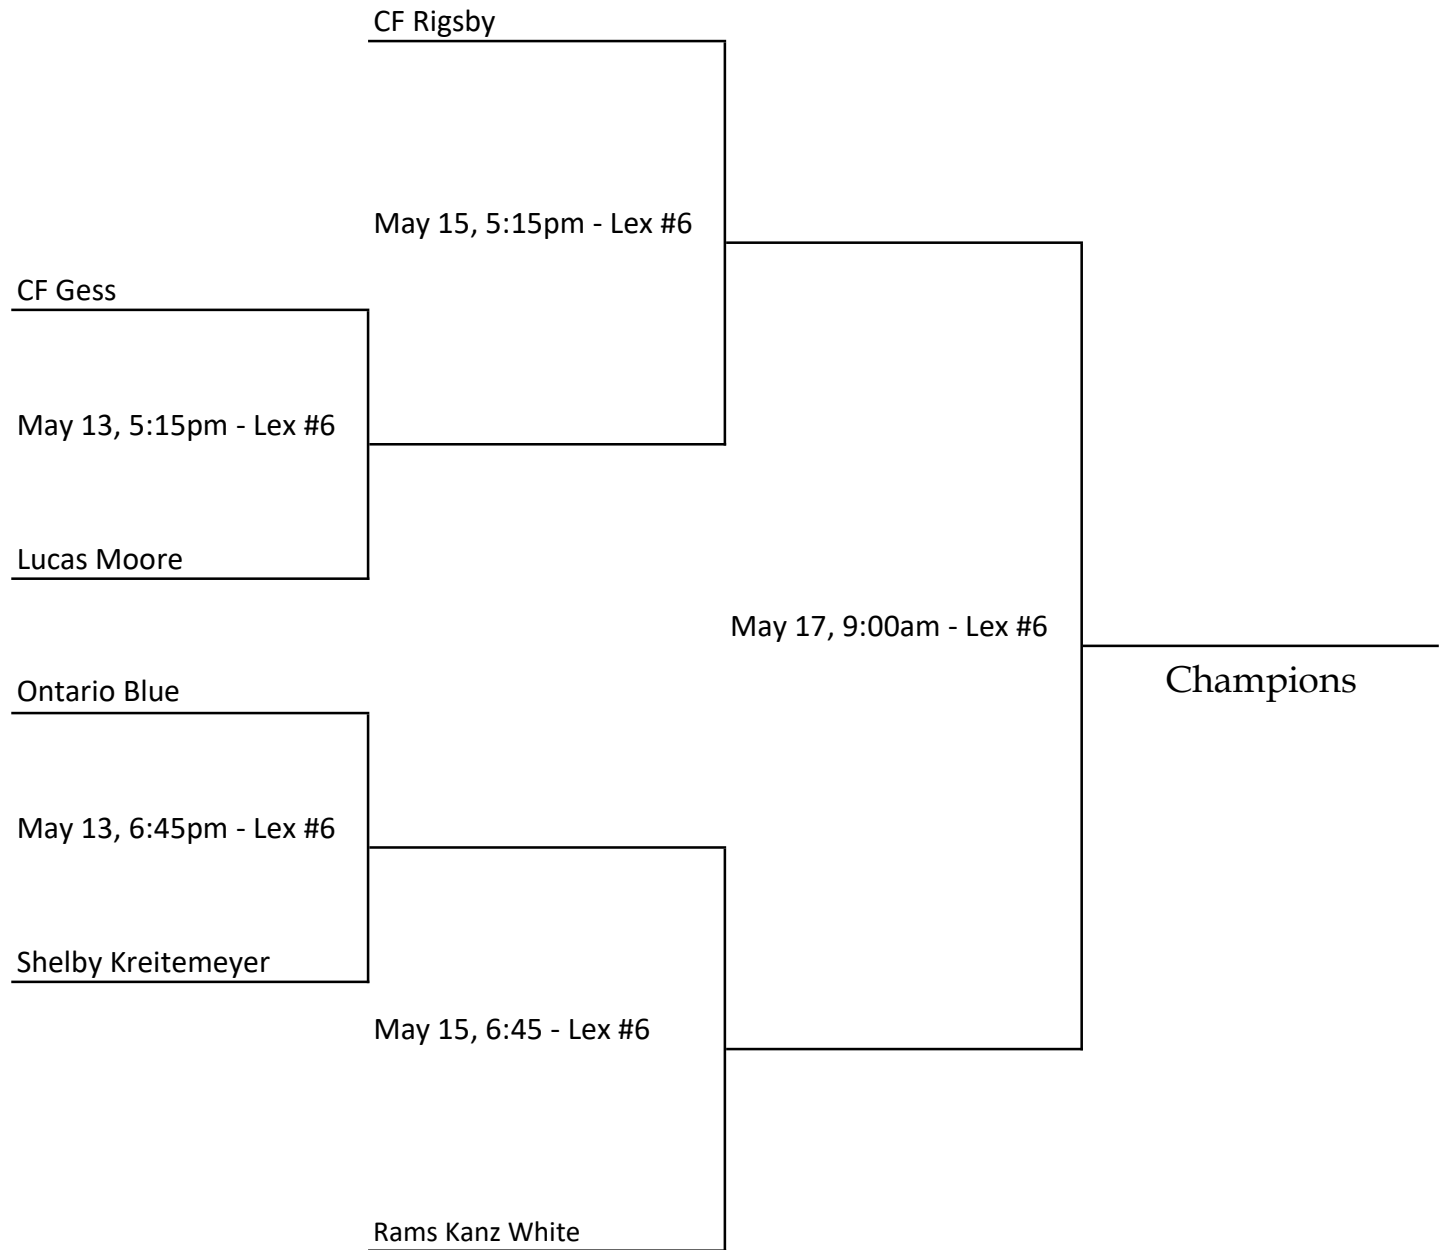 CF Rigsby
May 15, 5:15pm - Lex #6
CF Gess
May 13, 5:15pm - Lex #6
Lucas Moore
May 17, 9:00am - Lex #6
Champions
Ontario Blue
May 13, 6:45pm - Lex #6
Shelby Kreitemeyer
May 15, 6:45 - Lex #6
Rams Kanz White